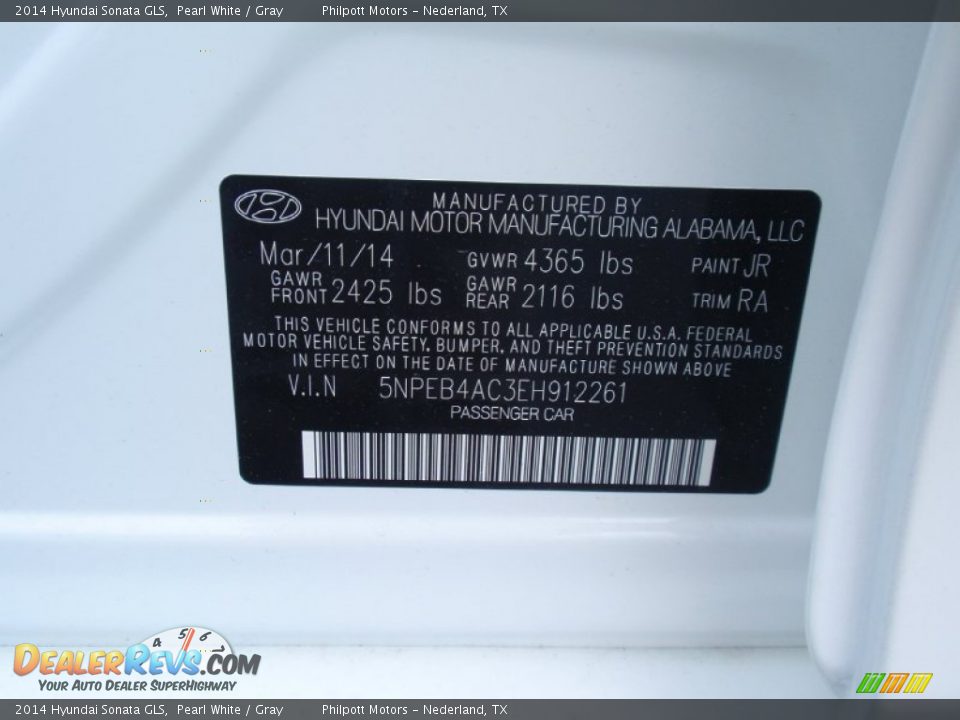 2014 Hyundai Sonata GLS, Pearl White / Gray Philpott Motors - Nederland, TX
MANUFACTURED BY
HYUNDAI MOTOR MANUFACTURING ALABAMA, LLC
Mar/11/14 GVWR 4365 lbs PAINT JR
GAWR FRONT 2425 lbs GAWR REAR 2116 lbs TRIM RA
THIS VEHICLE CONFORMS TO ALL APPLICABLE U.S.A. FEDERAL
MOTOR VEHICLE SAFETY, BUMPER, AND THEFT PREVENTION STANDARDS
IN EFFECT ON THE DATE OF MANUFACTURE SHOWN ABOVE
V.I.N 5NPEB4AC3EH912261
PASSENGER CAR
4 5 6
DEALERREVS.COM
YOUR AUTO DEALER SUPERHIGHWAY
2014 Hyundai Sonata GLS, Pearl White / Gray Philpott Motors - Nederland, TX